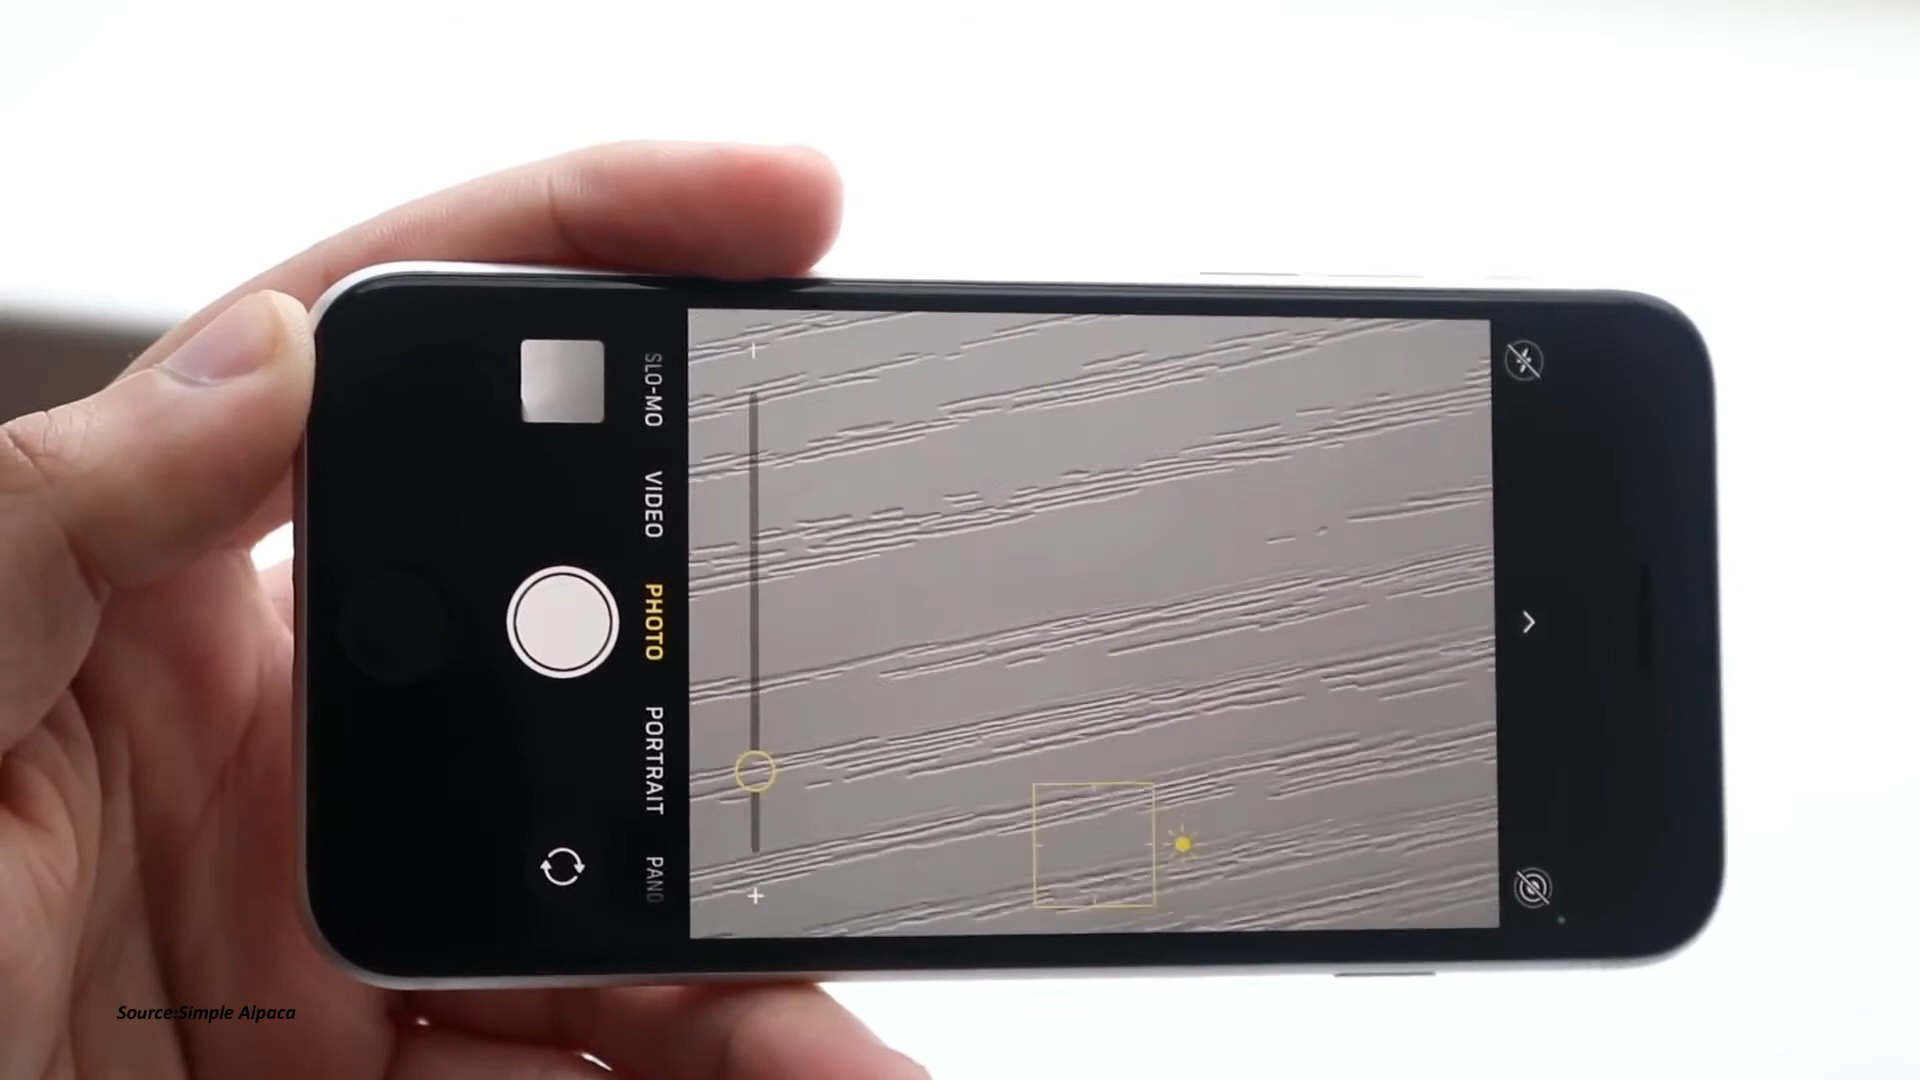 SLO-MO
VIDEO
PHOTO
PORTRAIT
PANO
Source:Simple Alpaca